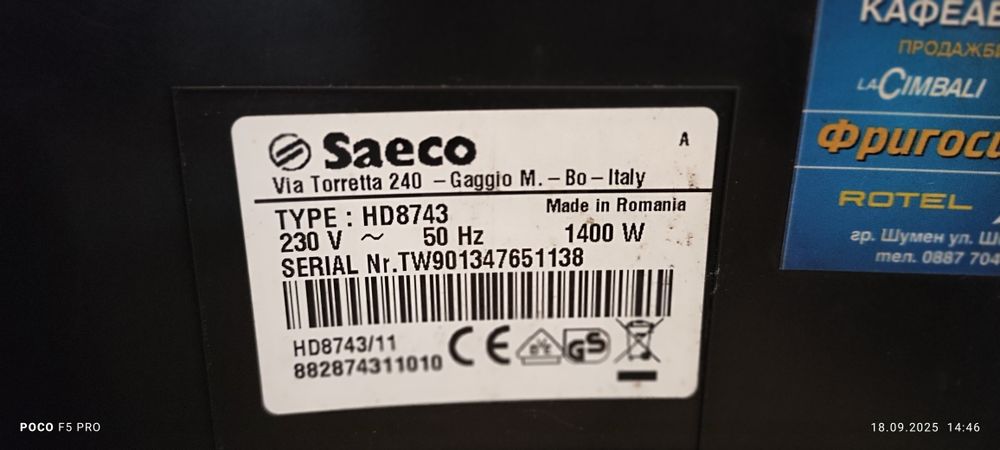 Saeco
A
Via Torretta 240 – Gaggio M. – Bo – Italy
TYPE : HD8743
Made in Romania
230 V ~ 50 Hz 1400 W
SERIAL Nr.TW901347651138
HD8743/11
882874311010
CE
GS
КАФЕАВ
ПРОДАЖБИ
LACIMBALI
Фригоси
ROTEL
гр. Шумен ул. Ш
тел. 0887 704
POCO F5 PRO
18.09.2025 14:46